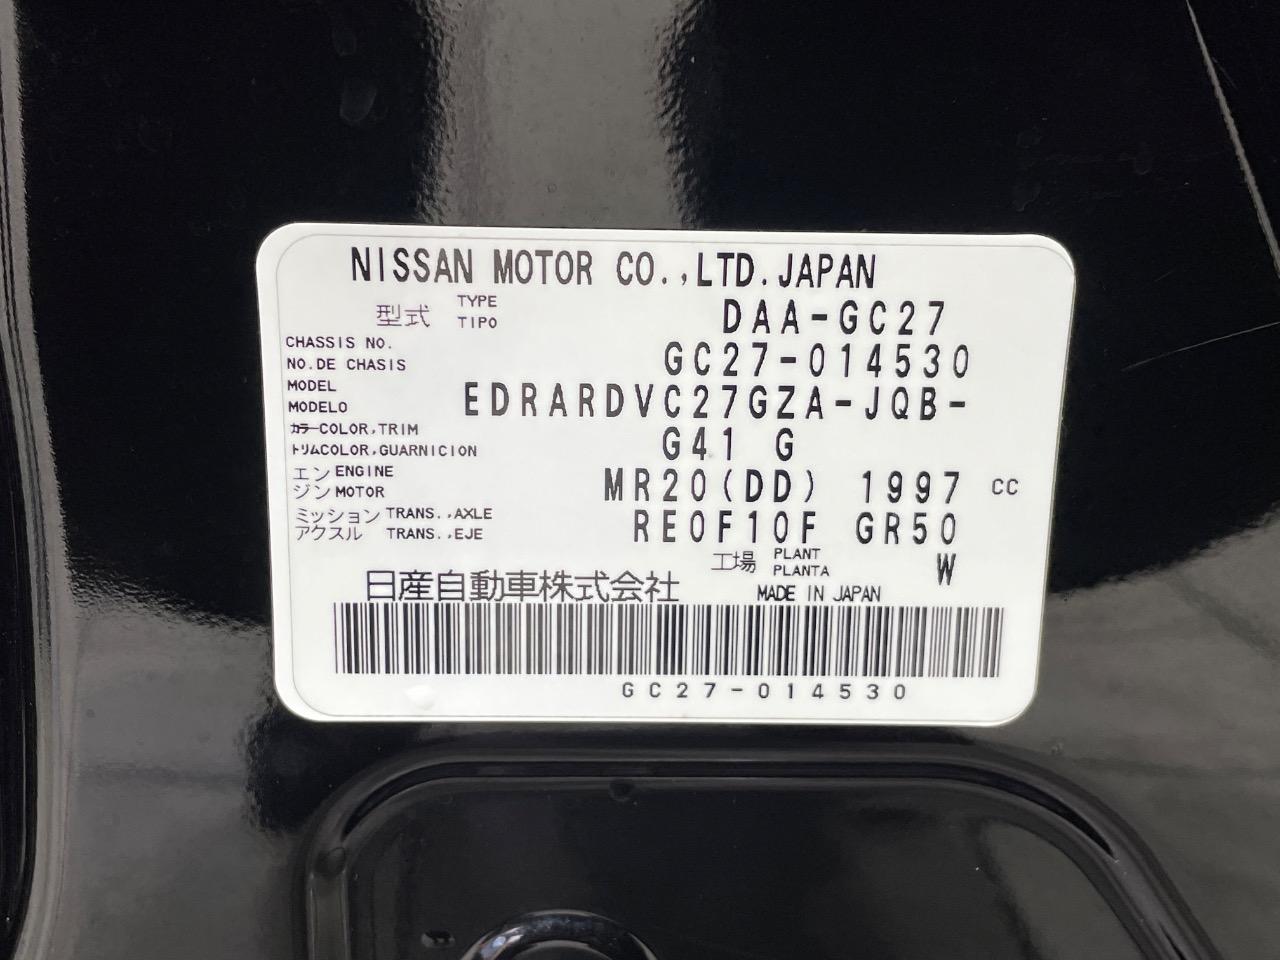 NISSAN MOTOR CO.,LTD.JAPAN
型式 TYPE TIPO DAA-GC27
CHASSIS NO.
NO.DE CHASIS GC27-014530
MODEL
MODELO EDRARDVC27GZA-JQB-
カラー COLOR,TRIM
トリム COLOR,GUARNICION G41 G
エンジン ENGINE MOTOR MR20(DD) 1997 CC
ミッション TRANS.,AXLE
アクスル TRANS.,EJE RE0F10F GR50
工場 PLANT PLANTA W
日産自動車株式会社 MADE IN JAPAN
GC27-014530